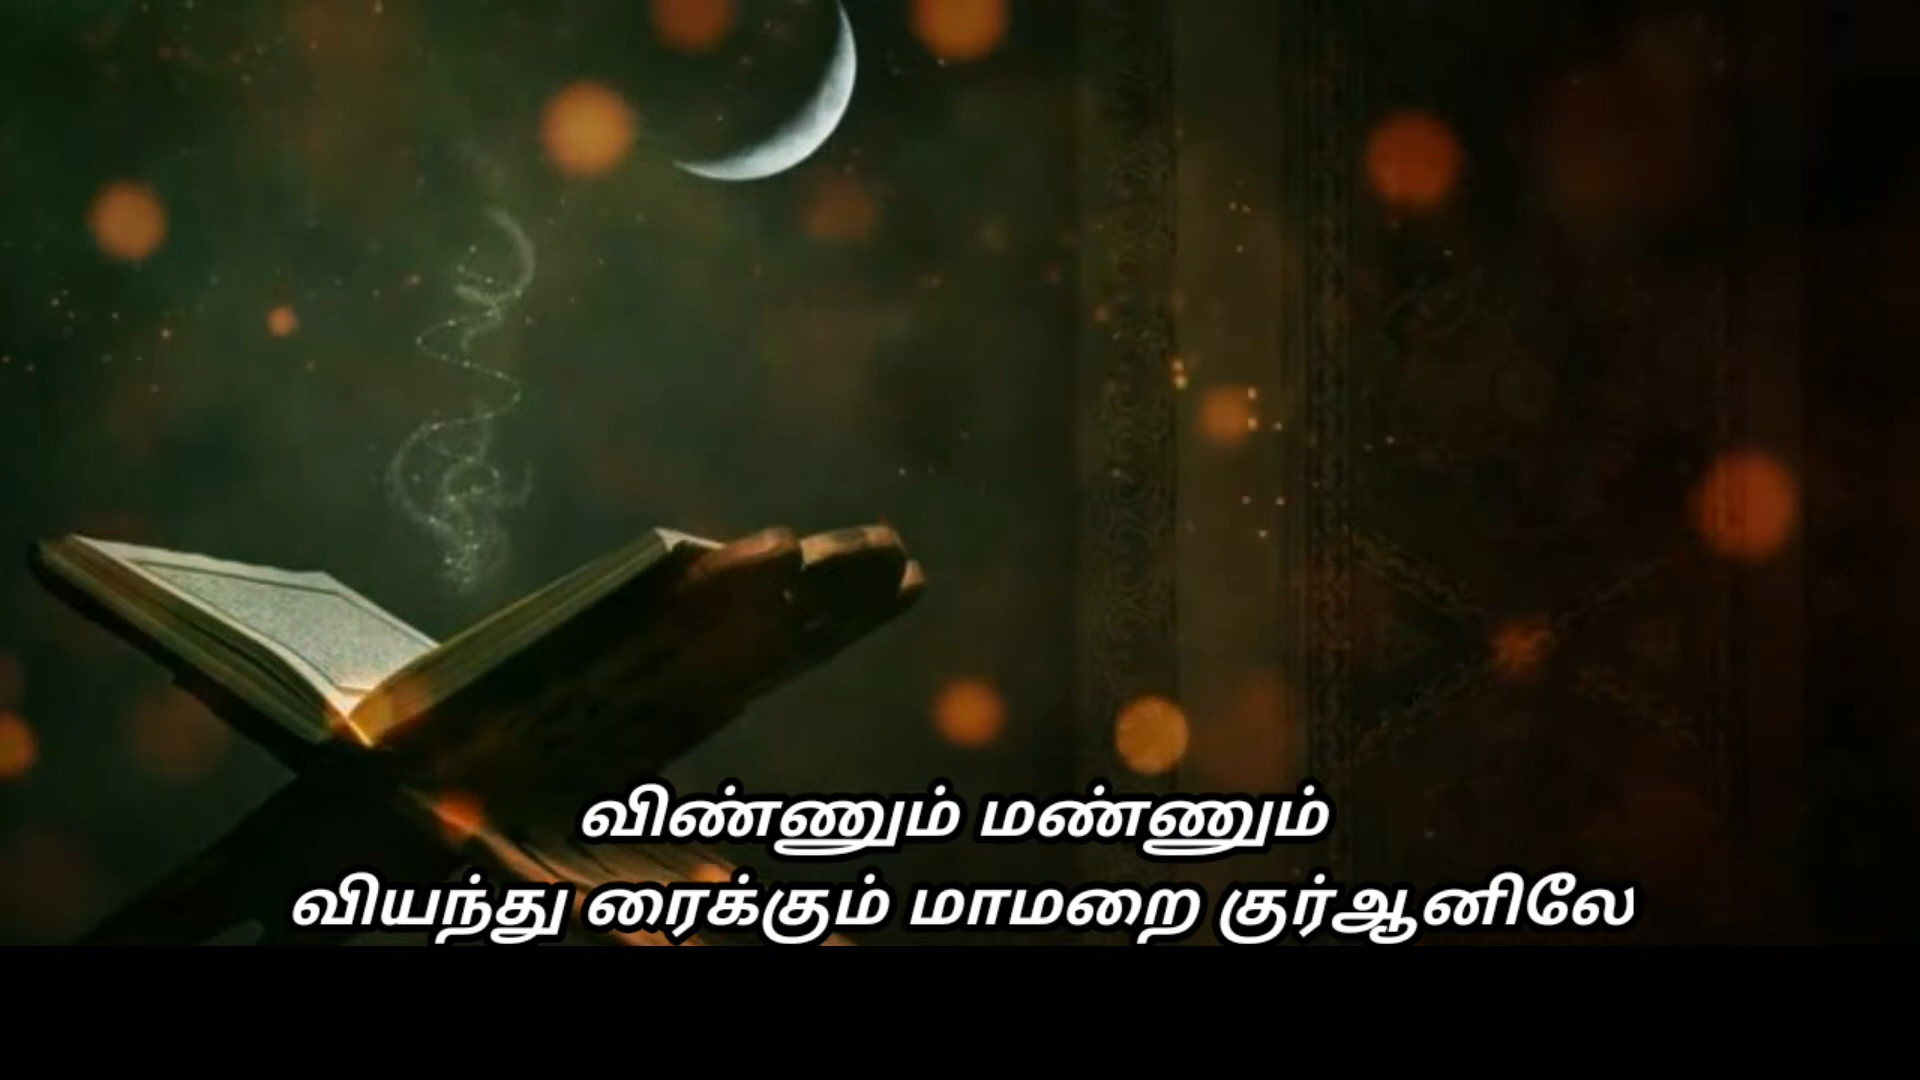 விண்ணும் மண்ணும்
வியந்து ரைக்கும் மாமறை குர்ஆனிலே